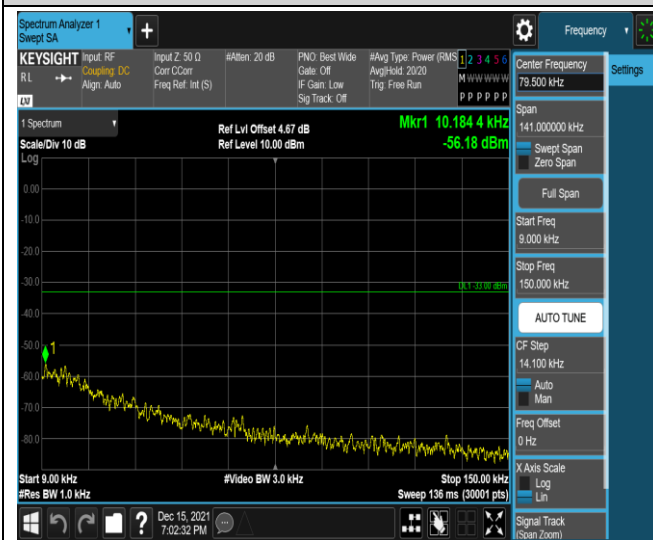 Spectrum Analyzer 1
Swept SA
+
Frequency
KEYSIGHT
RL
LXI
Input: RF
Coupling: DC
Align: Auto
Input Z: 50 Ω
Corr CCorr
Freq Ref: Int (S)
#Atten: 20 dB
PNO: Best Wide
Gate: Off
IF Gain: Low
Sig Track: Off
#Avg Type: Power (RMS
Avg|Hold: 20/20
Trig: Free Run
1 2 3 4 5 6
M W W W W W
P P P P P P
Center Frequency
79.500 kHz
Settings
Span
141.000000 kHz
Swept Span
Zero Span
Full Span
Start Freq
9.000 kHz
Stop Freq
150.000 kHz
AUTO TUNE
CF Step
14.100 kHz
Auto
Man
Freq Offset
0 Hz
X Axis Scale
Log
Lin
Signal Track
(Span Zoom)
1 Spectrum
Scale/Div 10 dB
Log
Ref Lvl Offset 4.67 dB
Ref Level 10.00 dBm
Mkr1 10.184 4 kHz
-56.18 dBm
0.00
-10.0
-20.0
-30.0
DL1 -33.00 dBm
-40.0
-50.0
1
-60.0
-70.0
-80.0
Start 9.00 kHz
#Res BW 1.0 kHz
#Video BW 3.0 kHz
Stop 150.00 kHz
Sweep 136 ms (30001 pts)
?
Dec 15, 2021
7:02:32 PM